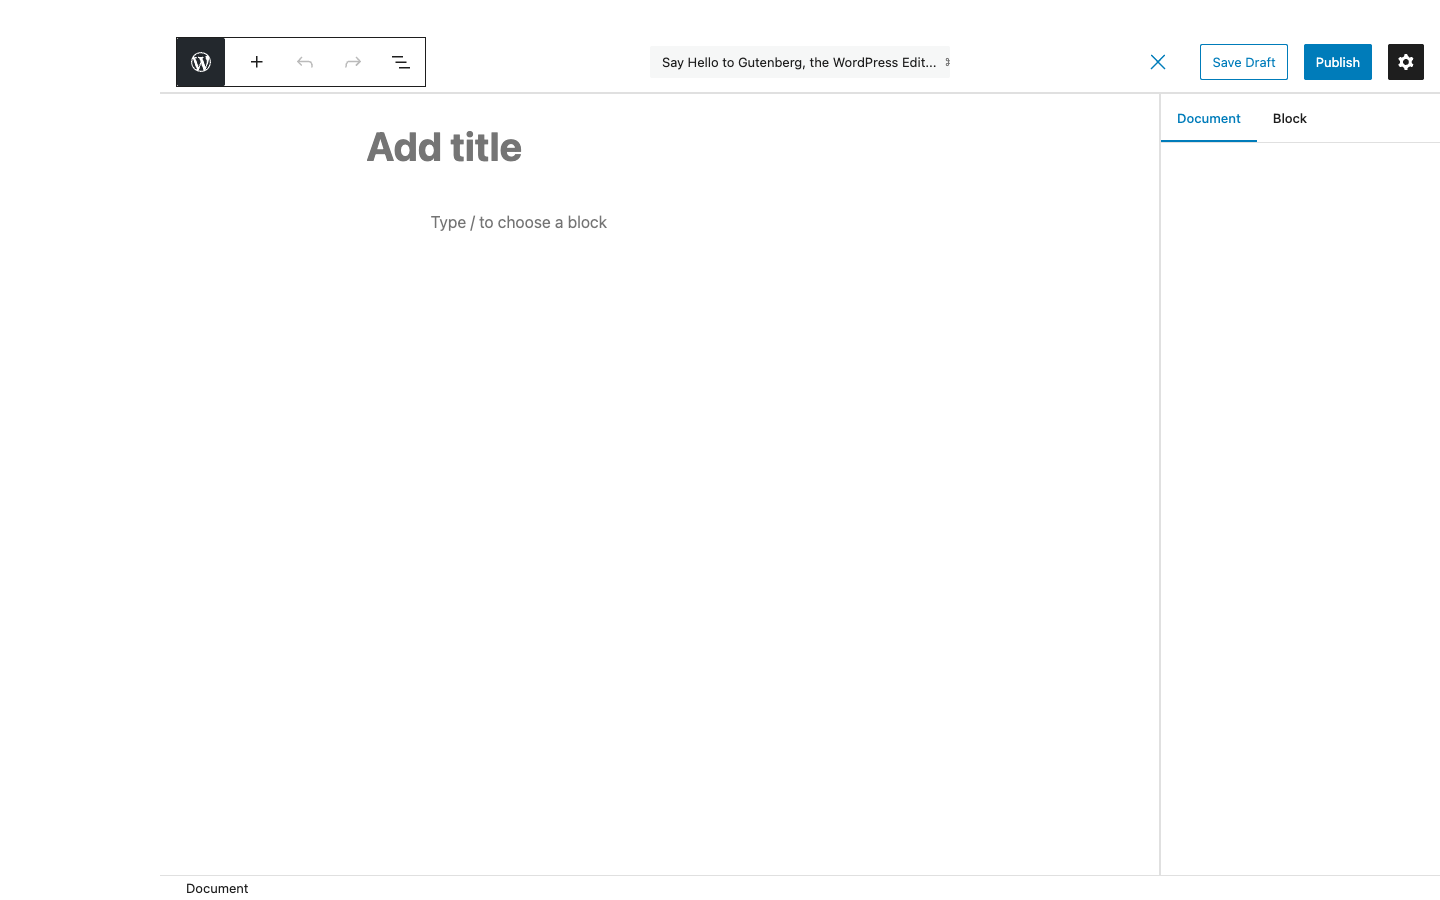 Say Hello to Gutenberg, the WordPress Edit...
Save Draft
Publish
Document
Block
Add title
Type / to choose a block
Document